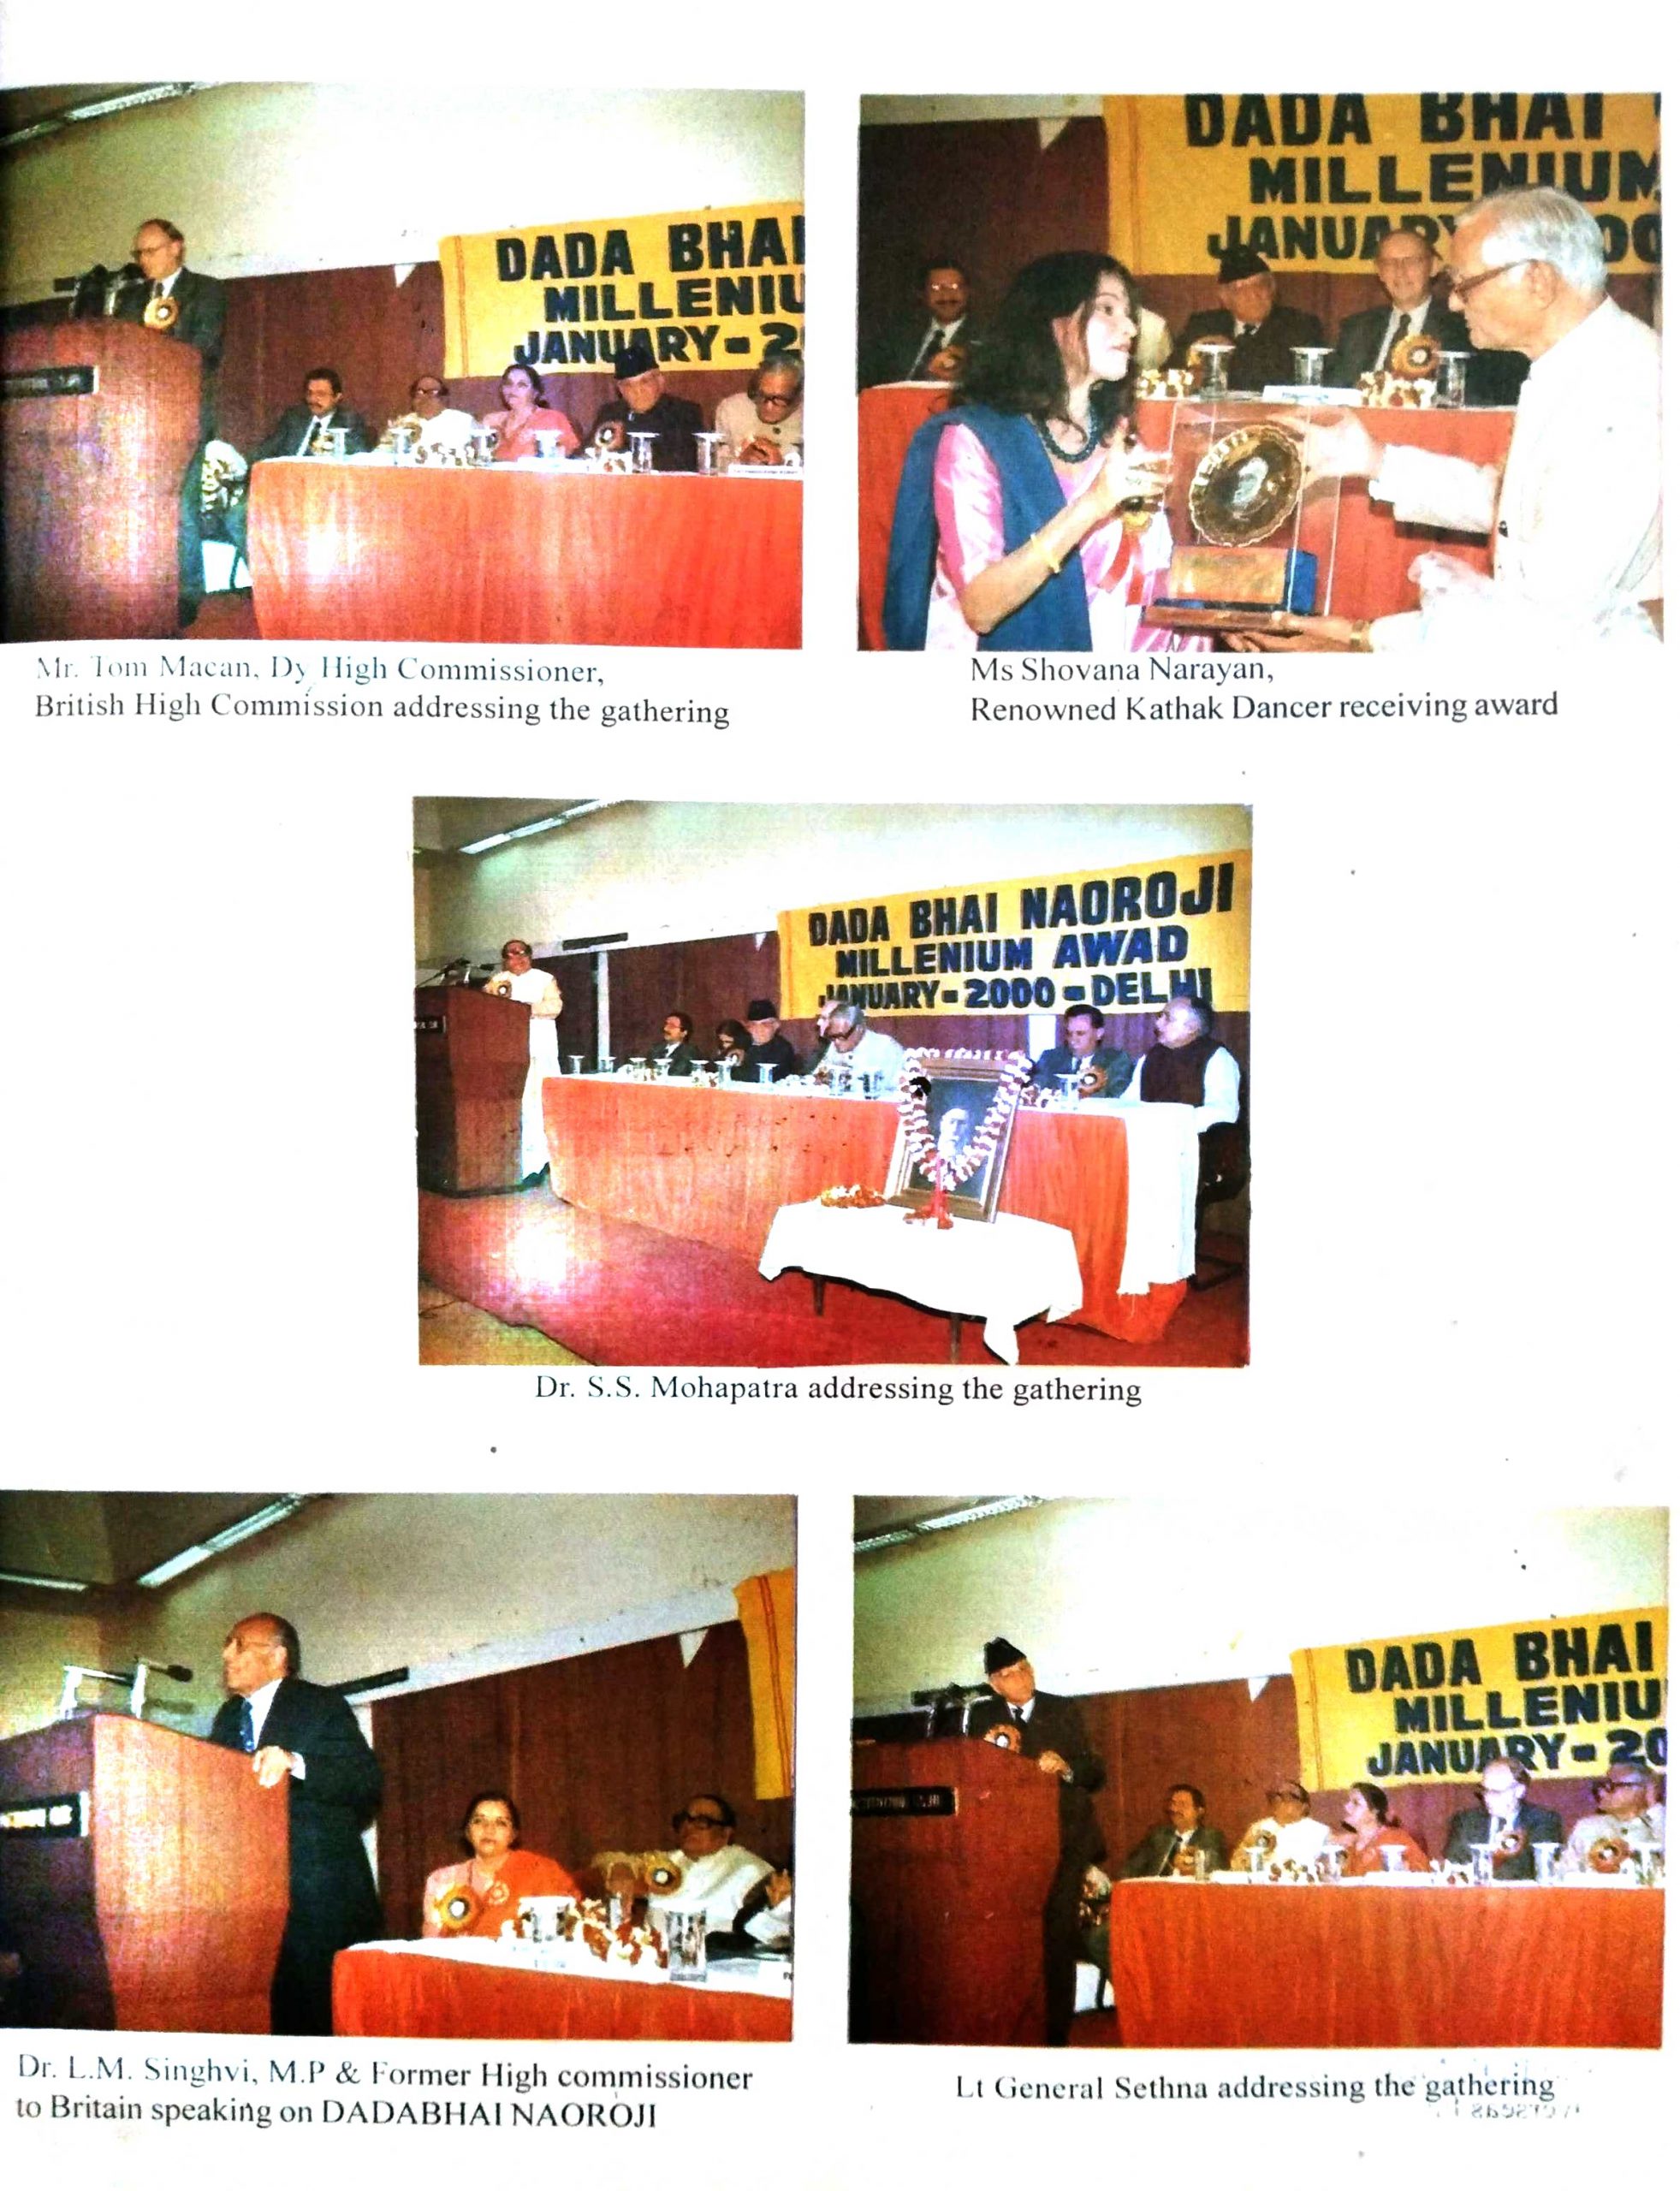 DADA BHAI
MILLENIU
JANUARY-2
DADA BHAI
MILLENIUM
JANUARY
Mr. Tom Macan, Dy High Commissioner,
British High Commission addressing the gathering
Ms Shovana Narayan,
Renowned Kathak Dancer receiving award
DADA BHAI NAOROJI
MILLENIUM AWAD
JANUARY-2000-DELHI
Dr. S.S. Mohapatra addressing the gathering
DADA BHAI
MILLENIU
JANUARY-20
Dr. L.M. Singhvi, M.P & Former High commissioner
to Britain speaking on DADABHAI NAOROJI
Lt General Sethna addressing the gathering